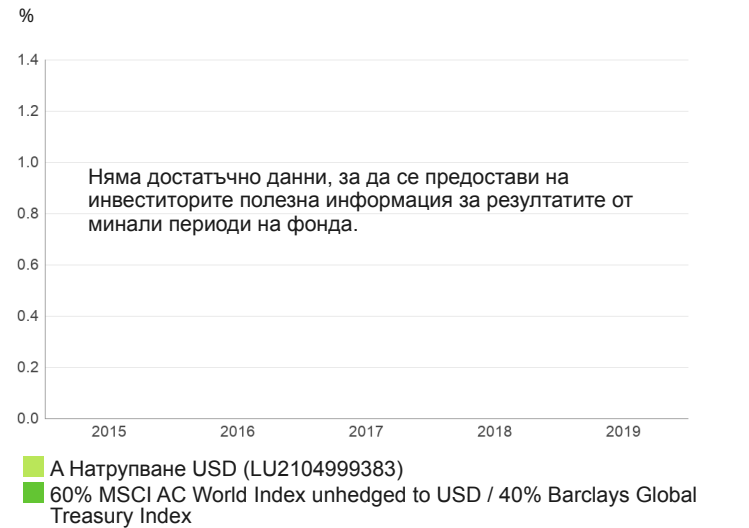 %
1.4
1.2
1.0
Няма достатъчно данни, за да се предостави на
инвеститорите полезна информация за резултатите от
0.8
минали периоди на фонда.
0.6
0.4
0.2
0.0
2015 2016 2017 2018 2019
А Натрупване USD (LU2104999383)
60% MSCI AC World Index unhedged to USD / 40% Barclays Global
Treasury Index